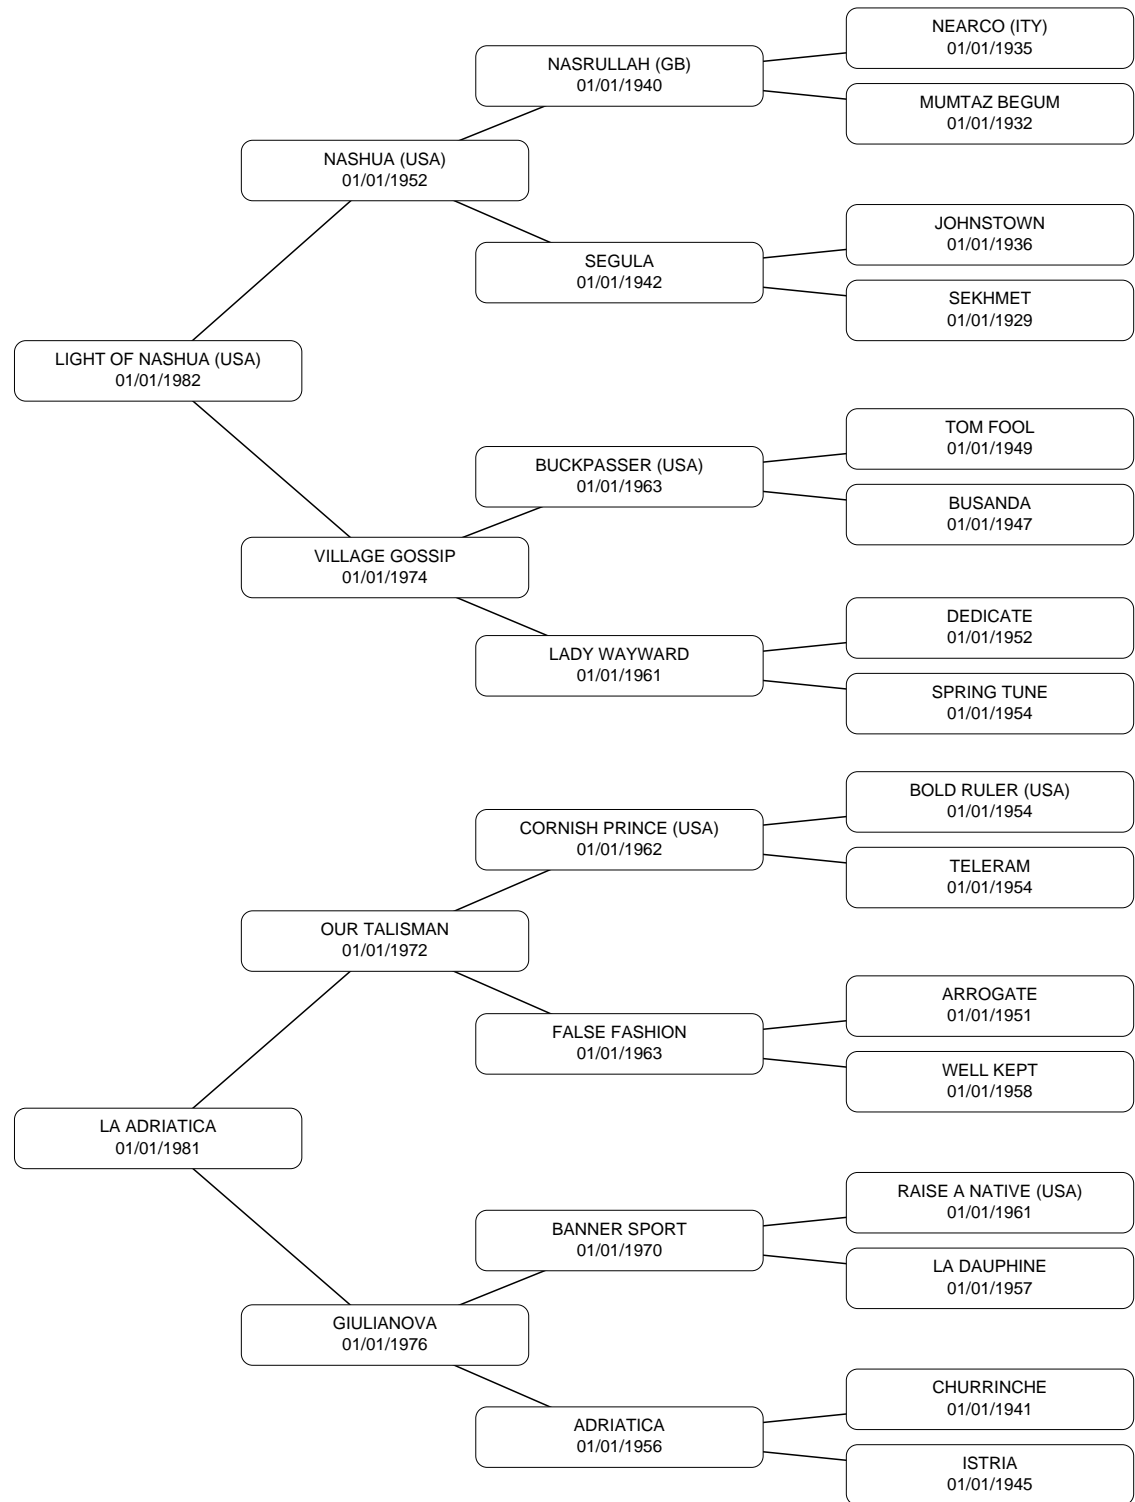 NEARCO (ITY)
01/01/1935
NASRULLAH (GB)
01/01/1940
MUMTAZ BEGUM
01/01/1932
NASHUA (USA)
01/01/1952
JOHNSTOWN
01/01/1936
SEGULA
01/01/1942
SEKHMET
01/01/1929
LIGHT OF NASHUA (USA)
01/01/1982
TOM FOOL
01/01/1949
BUCKPASSER (USA)
01/01/1963
BUSANDA
01/01/1947
VILLAGE GOSSIP
01/01/1974
DEDICATE
01/01/1952
LADY WAYWARD
01/01/1961
SPRING TUNE
01/01/1954
BOLD RULER (USA)
01/01/1954
CORNISH PRINCE (USA)
01/01/1962
TELERAM
01/01/1954
OUR TALISMAN
01/01/1972
ARROGATE
01/01/1951
FALSE FASHION
01/01/1963
WELL KEPT
01/01/1958
LA ADRIATICA
01/01/1981
RAISE A NATIVE (USA)
01/01/1961
BANNER SPORT
01/01/1970
LA DAUPHINE
01/01/1957
GIULIANOVA
01/01/1976
CHURRINCHE
01/01/1941
ADRIATICA
01/01/1956
ISTRIA
01/01/1945